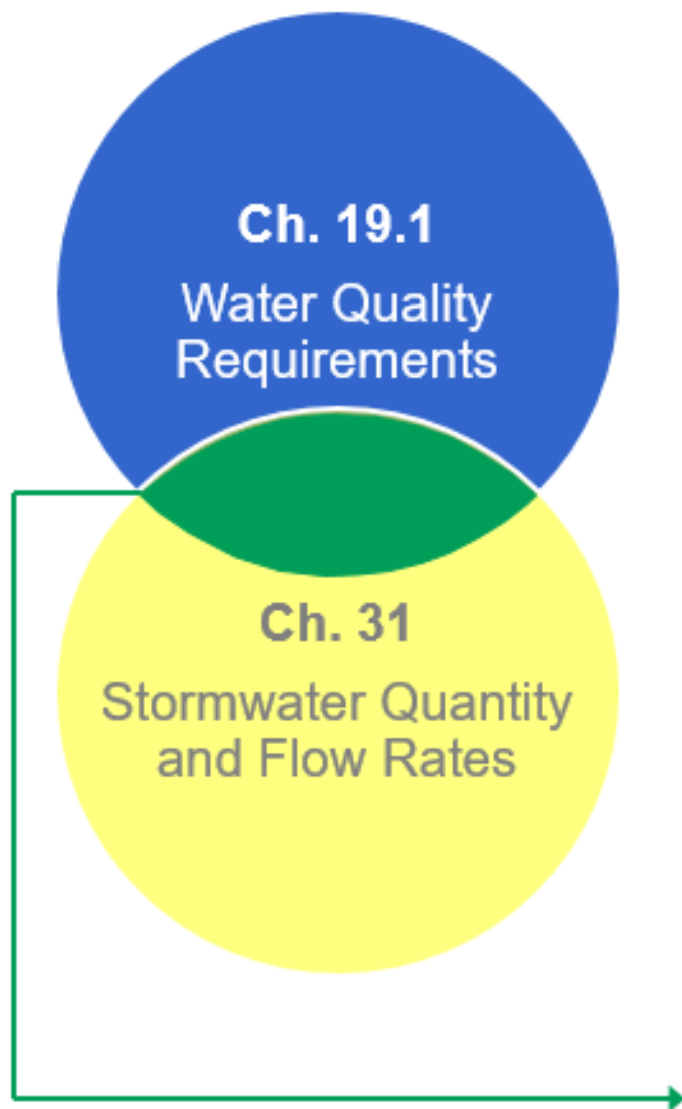 Ch. 19.1
Water Quality
Requirements
Ch. 31
Stormwater Quantity
and Flow Rates